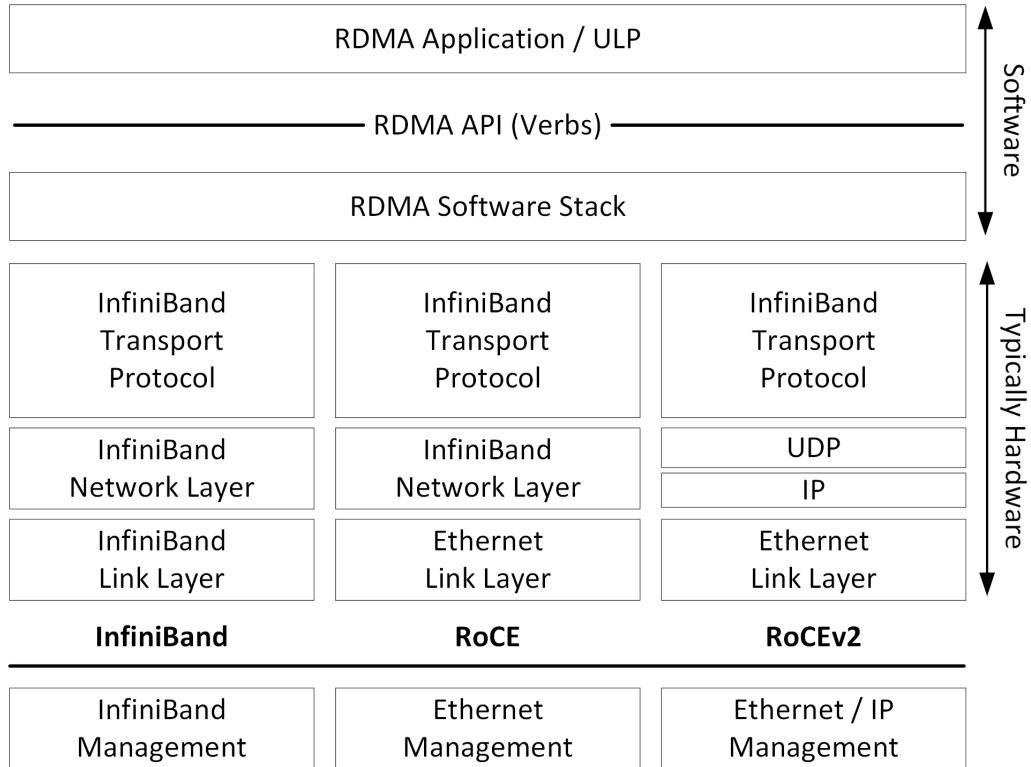 RDMA Application / ULP
Software
RDMA API (Verbs)
RDMA Software Stack
InfiniBand
Transport
Protocol
InfiniBand
Transport
Protocol
InfiniBand
Transport
Protocol
Typically Hardware
InfiniBand
Network Layer
InfiniBand
Network Layer
UDP
IP
InfiniBand
Link Layer
Ethernet
Link Layer
Ethernet
Link Layer
InfiniBand
RoCE
RoCEv2
InfiniBand
Management
Ethernet
Management
Ethernet / IP
Management